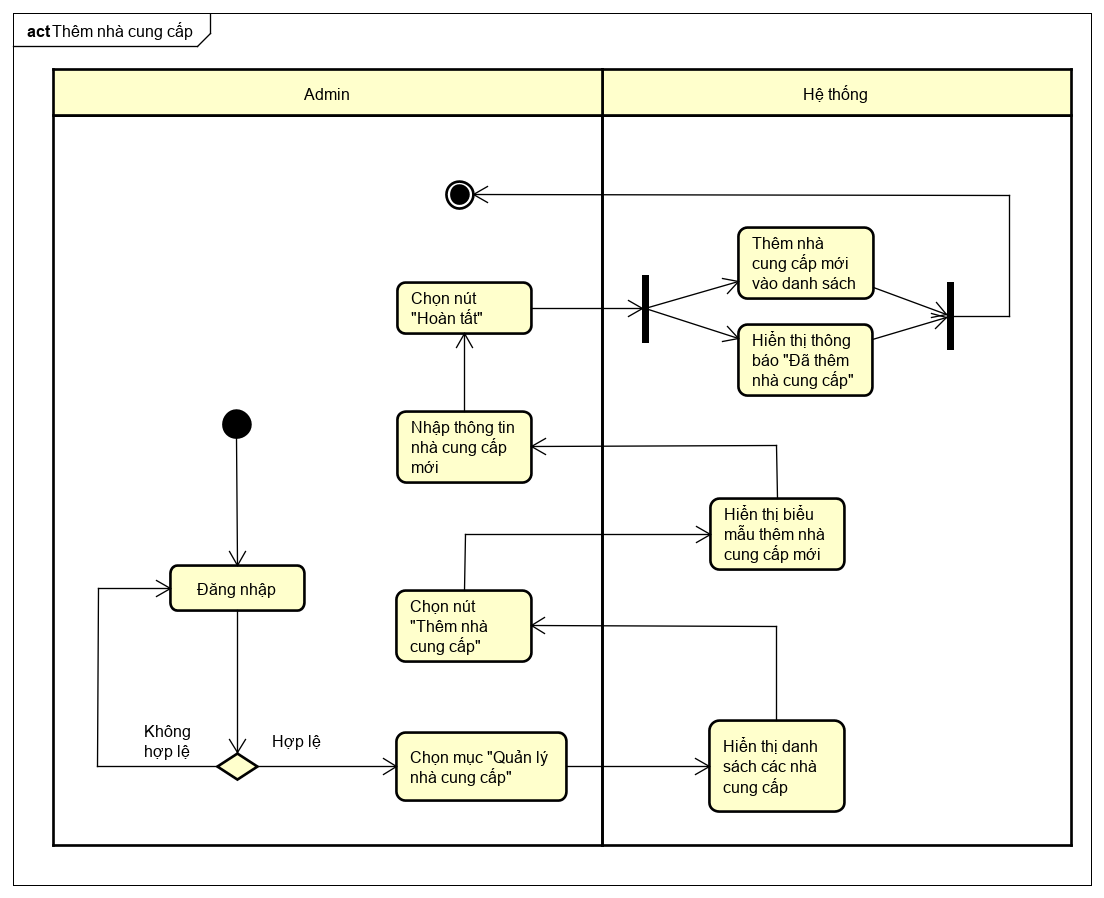 act Thêm nhà cung cấp
Admin
Hệ thống
Thêm nhà
cung cấp mới
vào danh sách
Chọn nút
"Hoàn tất"
Hiển thị thông
báo "Đã thêm
nhà cung cấp"
Nhập thông tin
nhà cung cấp
mới
Hiển thị biểu
mẫu thêm nhà
cung cấp mới
Đăng nhập
Chọn nút
"Thêm nhà
cung cấp"
Không
hợp lệ
Hợp lệ
Chọn mục "Quản lý
nhà cung cấp"
Hiển thị danh
sách các nhà
cung cấp